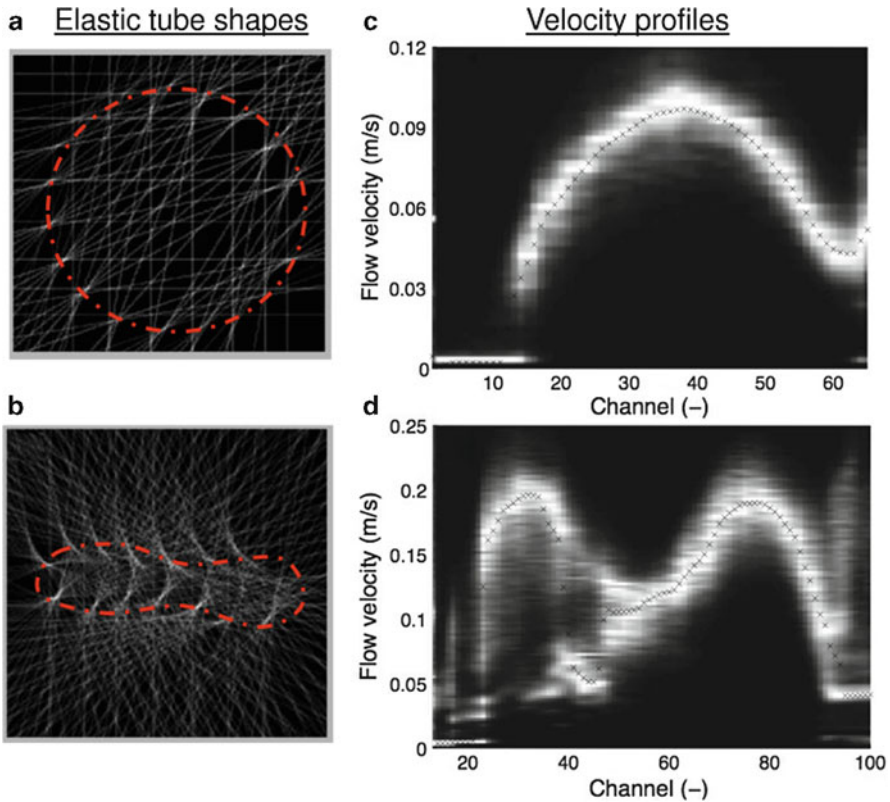 a Elastic tube shapes
c Velocity profiles
0.12
0.09
0.06
0.03
0
Flow velocity (m/s)
10 20 30 40 50 60
Channel (–)
b
d
0.25
0.2
0.15
0.1
0.05
0
Flow velocity (m/s)
20 40 60 80 100
Channel (–)